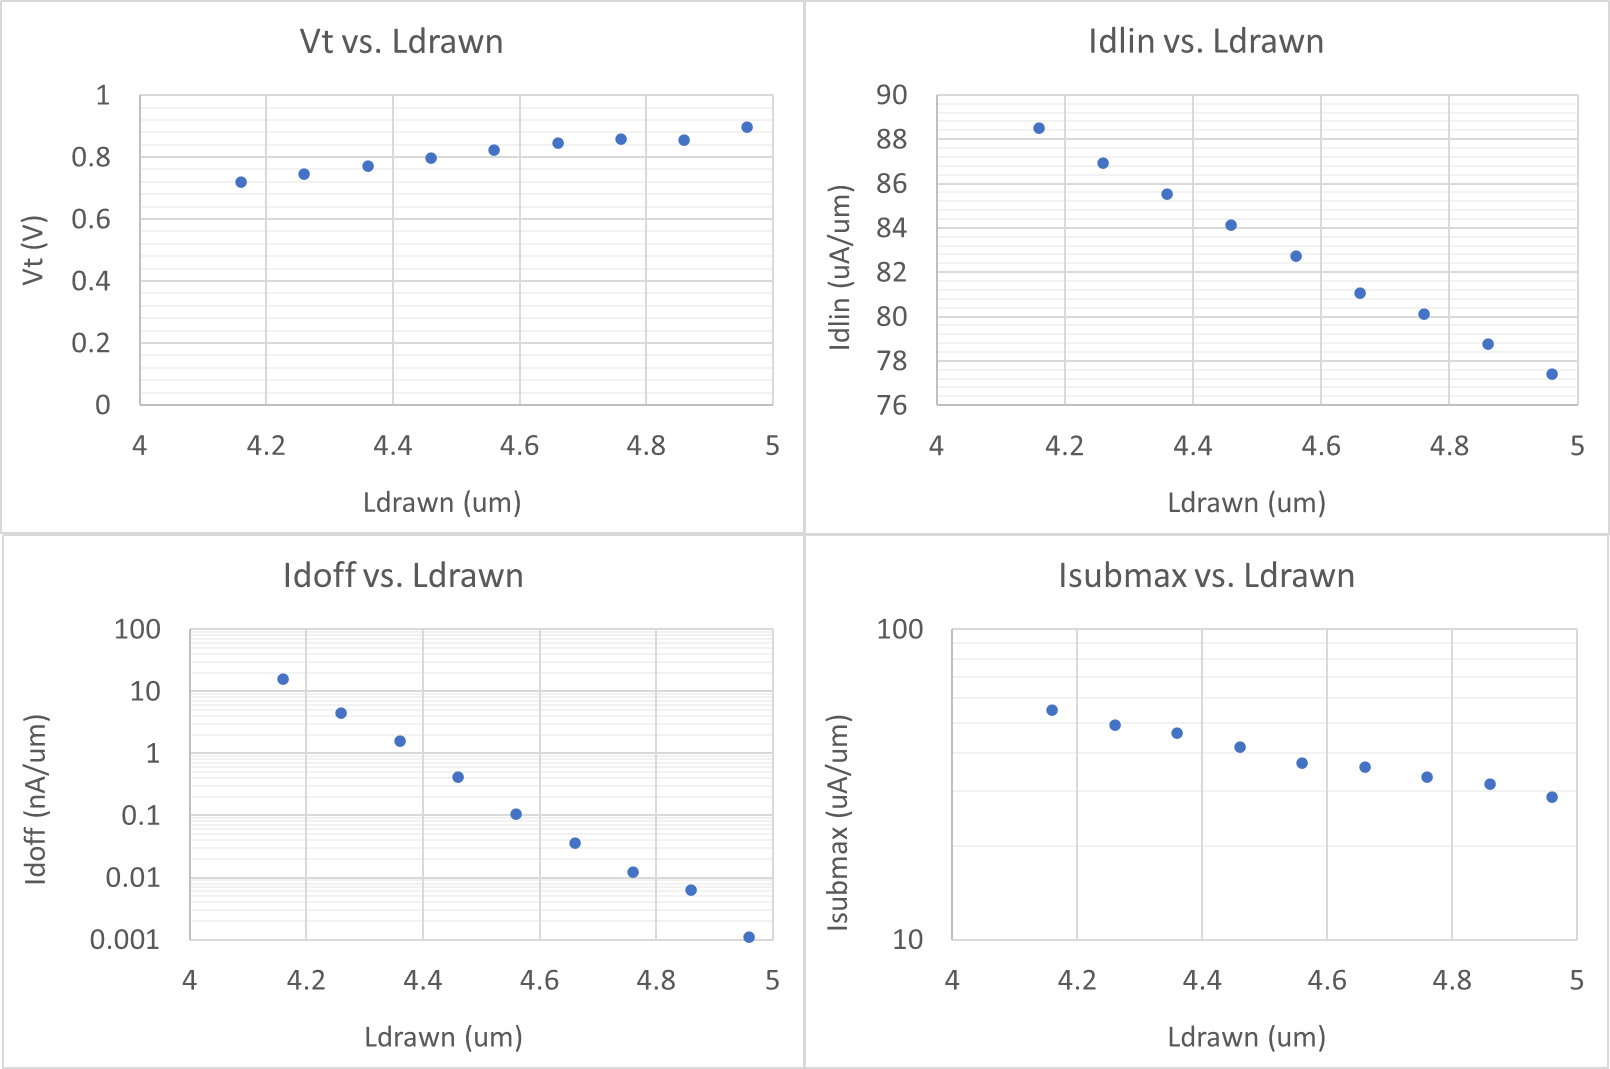 Vt vs. Ldrawn
1
0.8
0.6
0.4
0.2
0
Vt (V)
4 4.2 4.4 4.6 4.8 5
Ldrawn (um)
Idlin vs. Ldrawn
90
88
86
84
82
80
78
76
Idlin (uA/um)
4 4.2 4.4 4.6 4.8 5
Ldrawn (um)
Idoff vs. Ldrawn
100
10
1
0.1
0.01
0.001
Idoff (nA/um)
4 4.2 4.4 4.6 4.8 5
Ldrawn (um)
Isubmax vs. Ldrawn
100
10
Isubmax (uA/um)
4 4.2 4.4 4.6 4.8 5
Ldrawn (um)